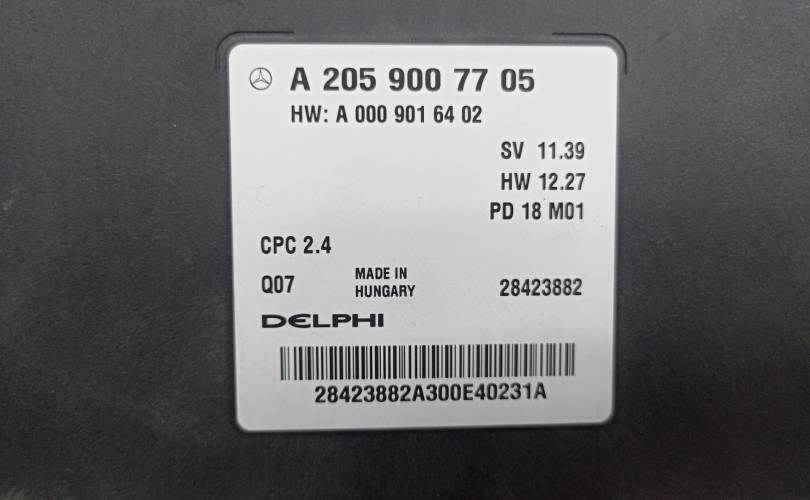 A 205 900 77 05
HW: A 000 901 64 02
SV 11.39
HW 12.27
PD 18 M01
CPC 2.4
Q07
MADE IN
HUNGARY
28423882
DELPHI
28423882A300E40231A